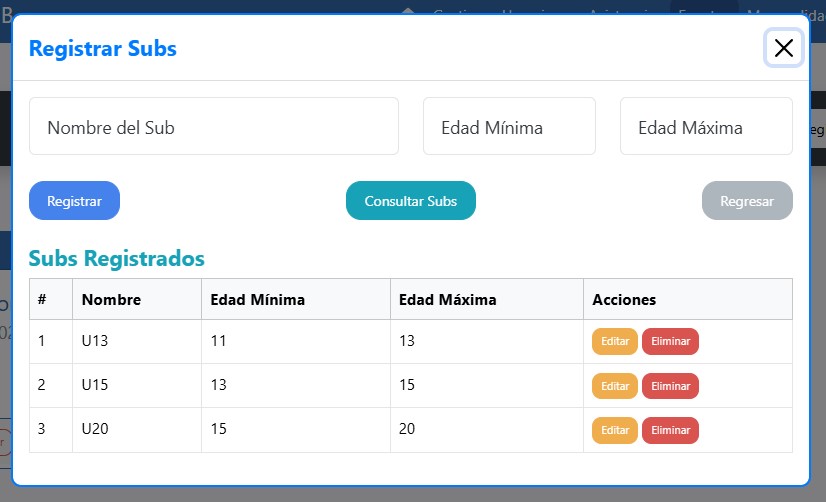 Registrar Subs
Nombre del Sub Edad Mínima Edad Máxima
Registrar Consultar Subs Regresar
Subs Registrados
# Nombre Edad Mínima Edad Máxima Acciones
1 U13 11 13 Editar Eliminar
2 U15 13 15 Editar Eliminar
3 U20 15 20 Editar Eliminar